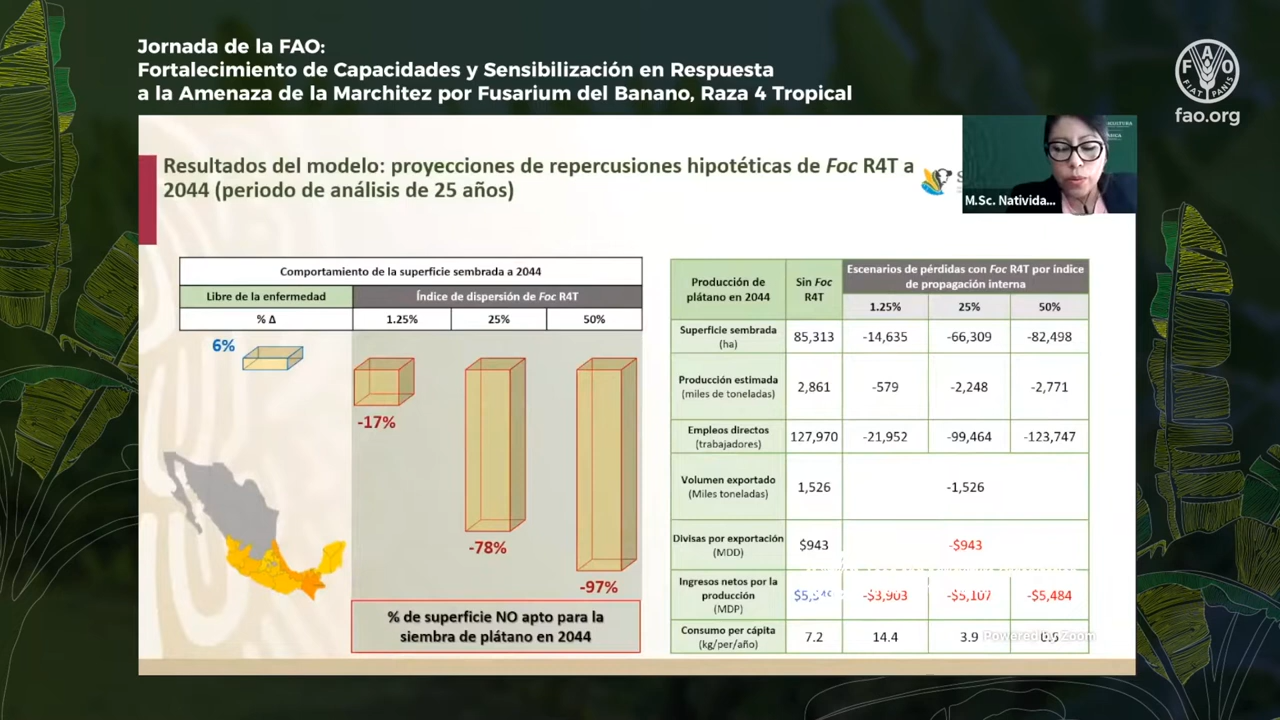 Jornada de la FAO:
Fortalecimiento de Capacidades y Sensibilización en Respuesta
a la Amenaza de la Marchitez por Fusarium del Banano, Raza 4 Tropical
FIAT PANIS
fao.org
Resultados del modelo: proyecciones de repercusiones hipotéticas de Foc R4T a
2044 (periodo de análisis de 25 años)
M.Sc. Nativida...
Comportamiento de la superficie sembrada a 2044
Libre de la enfermedad
Índice de dispersión de Foc R4T
% Δ
1.25%
25%
50%
6%
-17%
-78%
-97%
% de superficie NO apto para la
siembra de plátano en 2044
Producción de
plátano en 2044
Sin Foc
R4T
Escenarios de pérdidas con Foc R4T por índice
de propagación interna
1.25%
25%
50%
Superficie sembrada
(ha)
85,313
-14,635
-66,309
-82,498
Producción estimada
(miles de toneladas)
2,861
-579
-2,248
-2,771
Empleos directos
(trabajadores)
127,970
-21,952
-99,464
-123,747
Volumen exportado
(Miles toneladas)
1,526
-1,526
Divisas por exportación
(MDD)
$943
-$943
Ingresos netos por la
producción
(MDP)
-$3,903
-$5,107
-$5,484
Consumo per cápita
(kg/per/año)
7.2
14.4
3.9
Powered by Zoom